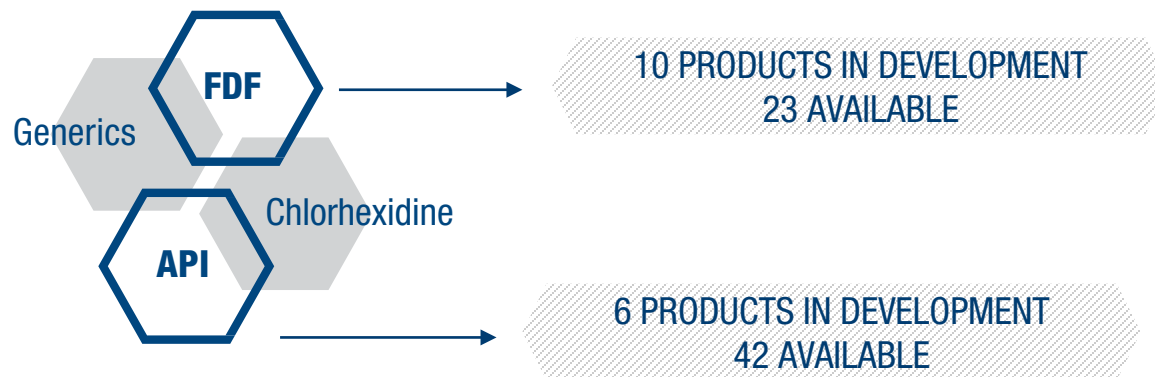 FDF
Generics
Chlorhexidine
API
10 PRODUCTS IN DEVELOPMENT
23 AVAILABLE
6 PRODUCTS IN DEVELOPMENT
42 AVAILABLE